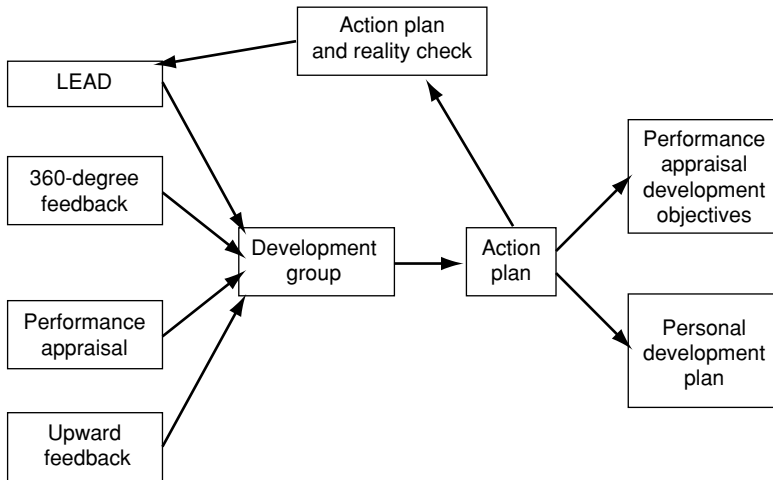 Action plan
and reality check
LEAD
360-degree
feedback
Performance
appraisal
Upward
feedback
Development
group
Action
plan
Performance
appraisal
development
objectives
Personal
development
plan